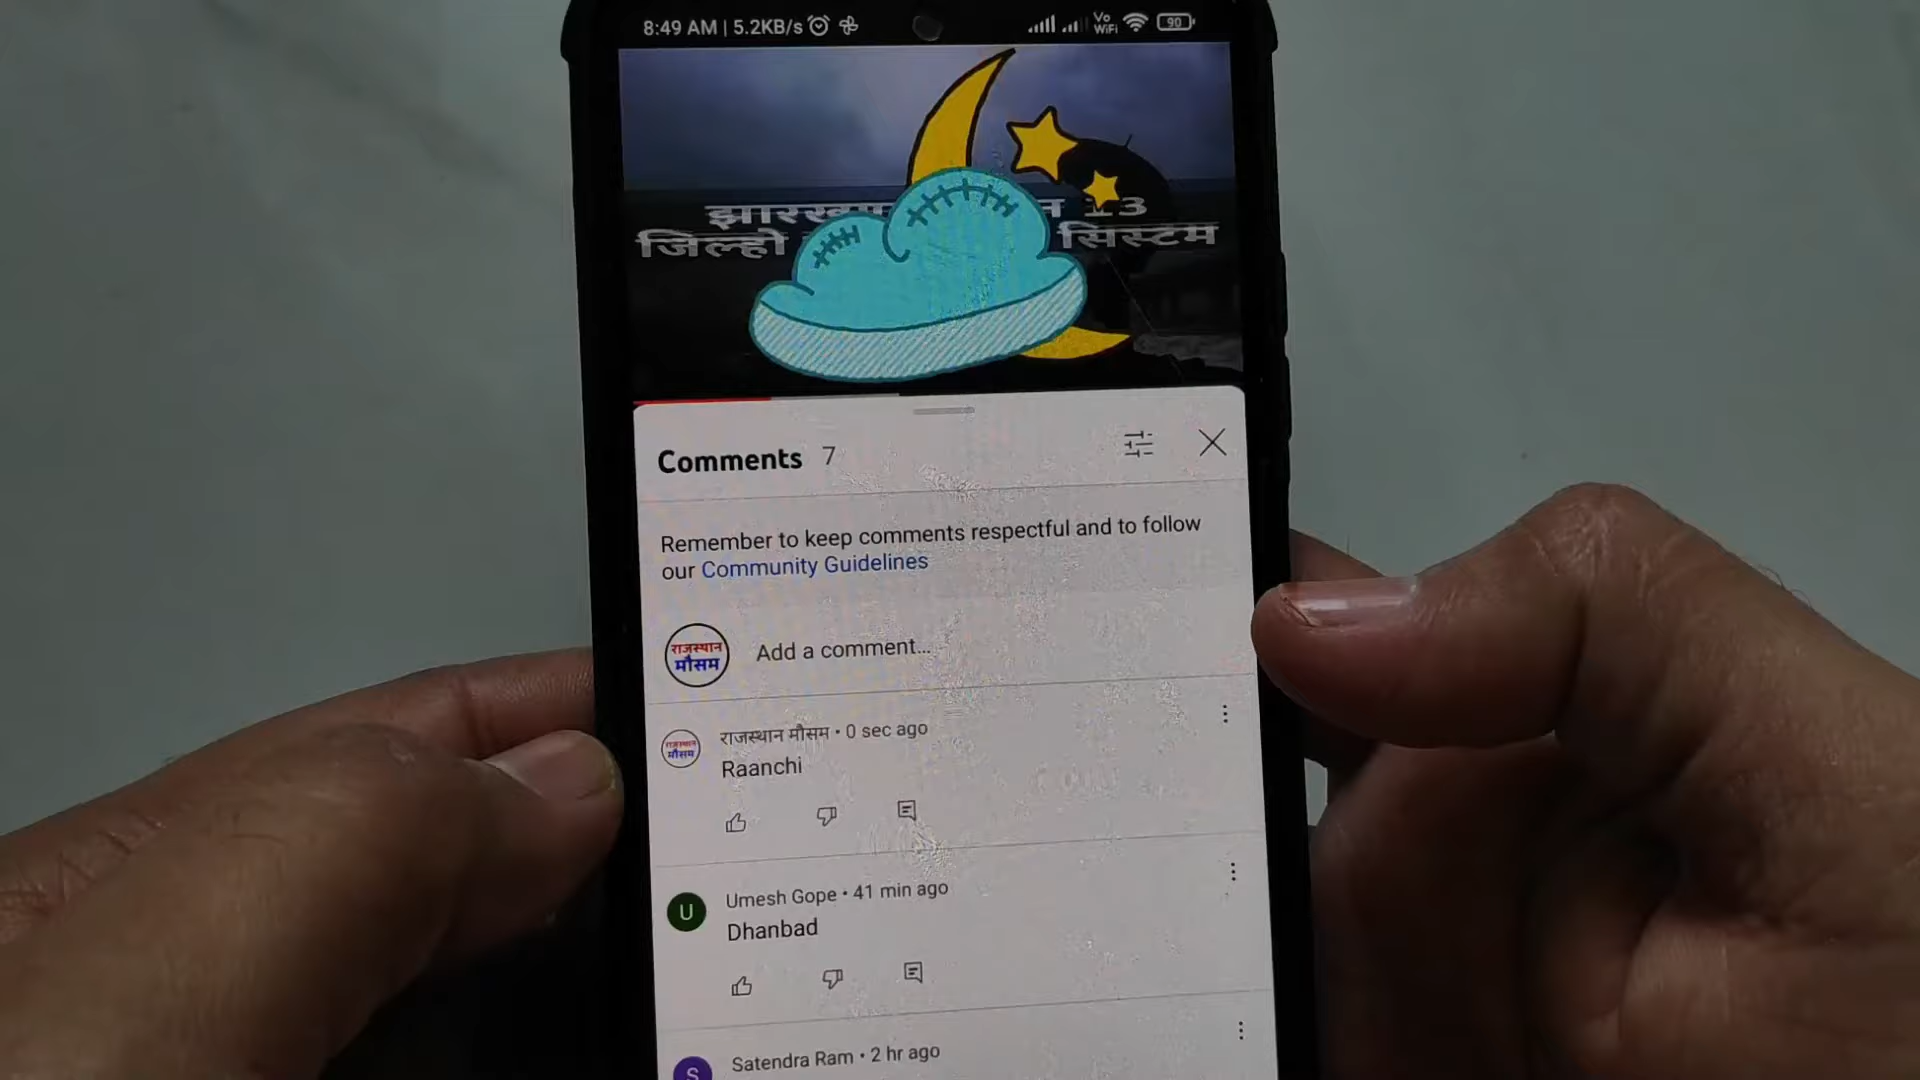 8:49 AM | 5.2KB/s
Vo
WiFi
90
13
जिल्हो सिस्टम
Comments 7
Remember to keep comments respectful and to follow
our Community Guidelines
राजस्थान
मौसम
Add a comment...
राजस्थान
मौसम
राजस्थान मौसम • 0 sec ago
Raanchi
U
Umesh Gope • 41 min ago
Dhanbad
S
Satendra Ram • 2 hr ago